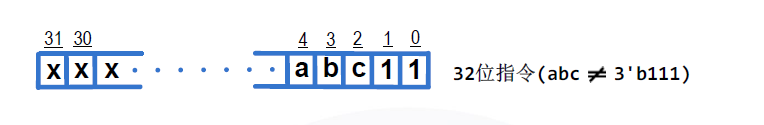 31 30 4 3 2 1 0
x x x · · · · · · · a b c 1 1 32位指令(abc ≠ 3'b111)